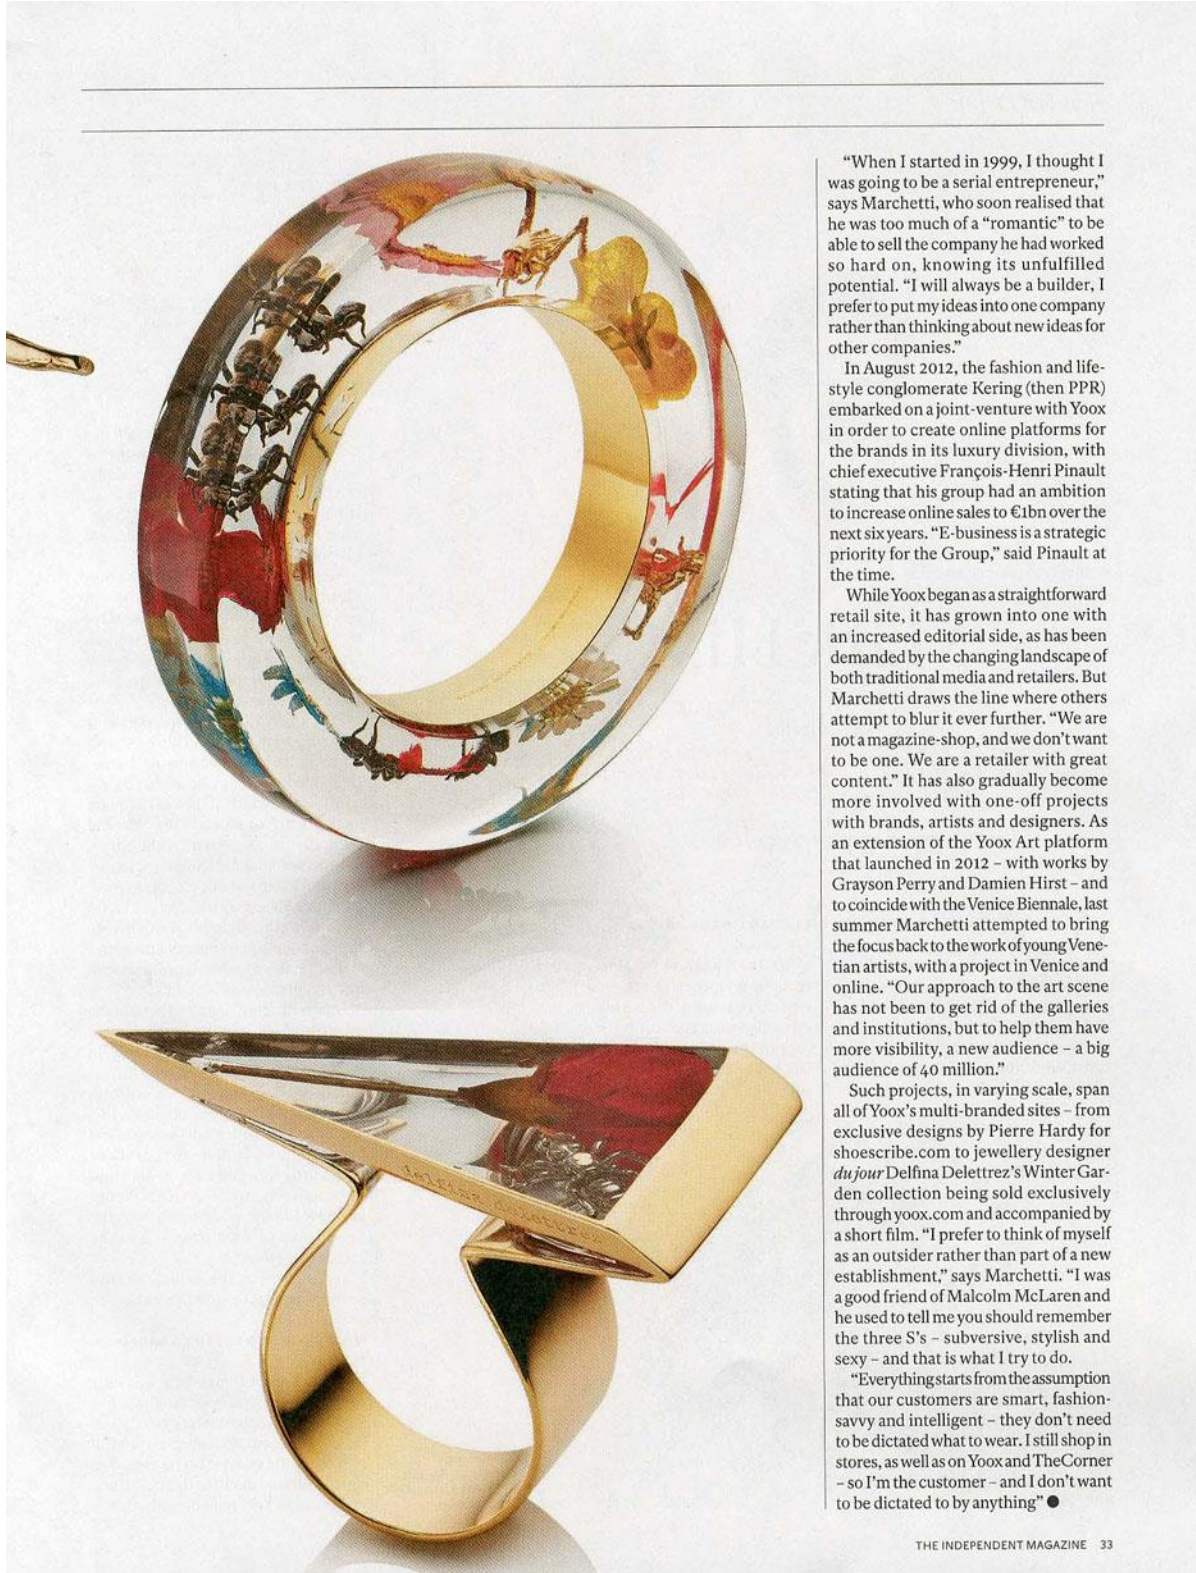 “When I started in 1999, I thought I
was going to be a serial entrepreneur,”
says Marchetti, who soon realised that
he was too much of a “romantic” to be
able to sell the company he had worked
so hard on, knowing its unfulfilled
potential. “I will always be a builder, I
prefer to put my ideas into one company
rather than thinking about new ideas for
other companies.”
In August 2012, the fashion and life-
style conglomerate Kering (then PPR)
embarked on a joint-venture with Yoox
in order to create online platforms for
the brands in its luxury division, with
chief executive François-Henri Pinault
stating that his group had an ambition
to increase online sales to €1bn over the
next six years. “E-business is a strategic
priority for the Group,” said Pinault at
the time.
While Yoox began as a straightforward
retail site, it has grown into one with
an increased editorial side, as has been
demanded by the changing landscape of
both traditional media and retailers. But
Marchetti draws the line where others
attempt to blur it ever further. “We are
not a magazine-shop, and we don’t want
to be one. We are a retailer with great
content.” It has also gradually become
more involved with one-off projects
with brands, artists and designers. As
an extension of the Yoox Art platform
that launched in 2012 – with works by
Grayson Perry and Damien Hirst – and
to coincide with the Venice Biennale, last
summer Marchetti attempted to bring
the focus back to the work of young Vene-
tian artists, with a project in Venice and
online. “Our approach to the art scene
has not been to get rid of the galleries
and institutions, but to help them have
more visibility, a new audience – a big
audience of 40 million.”
Such projects, in varying scale, span
all of Yoox’s multi-branded sites – from
exclusive designs by Pierre Hardy for
shoescribe.com to jewellery designer
du jour Delfina Delettrez’s Winter Gar-
den collection being sold exclusively
through yoox.com and accompanied by
a short film. “I prefer to think of myself
as an outsider rather than part of a new
establishment,” says Marchetti. “I was
a good friend of Malcolm McLaren and
he used to tell me you should remember
the three S’s – subversive, stylish and
sexy – and that is what I try to do.
“Everything starts from the assumption
that our customers are smart, fashion-
savvy and intelligent – they don’t need
to be dictated what to wear. I still shop in
stores, as well as on Yoox and TheCorner
– so I’m the customer – and I don’t want
to be dictated to by anything” ●
delfina delettrez
THE INDEPENDENT MAGAZINE 33